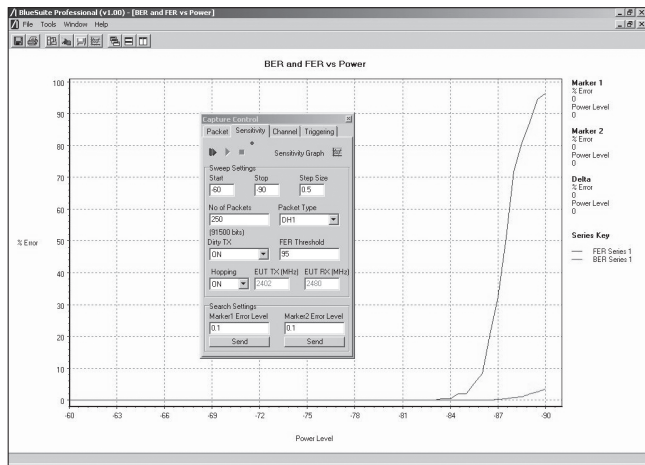 BlueSuite Professional (v1.00) - [BER and FER vs Power]
File Tools Window Help
BER and FER vs Power
100
90
80
70
60
50
40
30
20
10
0
% Error
-60 -63 -66 -69 -72 -75 -78 -81 -84 -87 -90
Power Level
Capture Control
Packet Sensitivity Channel Triggering
Sensitivity Graph
Sweep Settings
Start Stop Step Size
-60 -90 0.5
No of Packets Packet Type
250 DH1
(91500 bits)
Dirty TX FER Threshold
ON 95
Hopping EUT TX (MHz) EUT RX (MHz)
ON 2402 2480
Search Settings
Marker1 Error Level Marker2 Error Level
0.1 0.1
Send Send
Marker 1
% Error
0
Power Level
0
Marker 2
% Error
0
Power Level
0
Delta
% Error
0
Power Level
0
Series Key
FER Series 1
BER Series 1